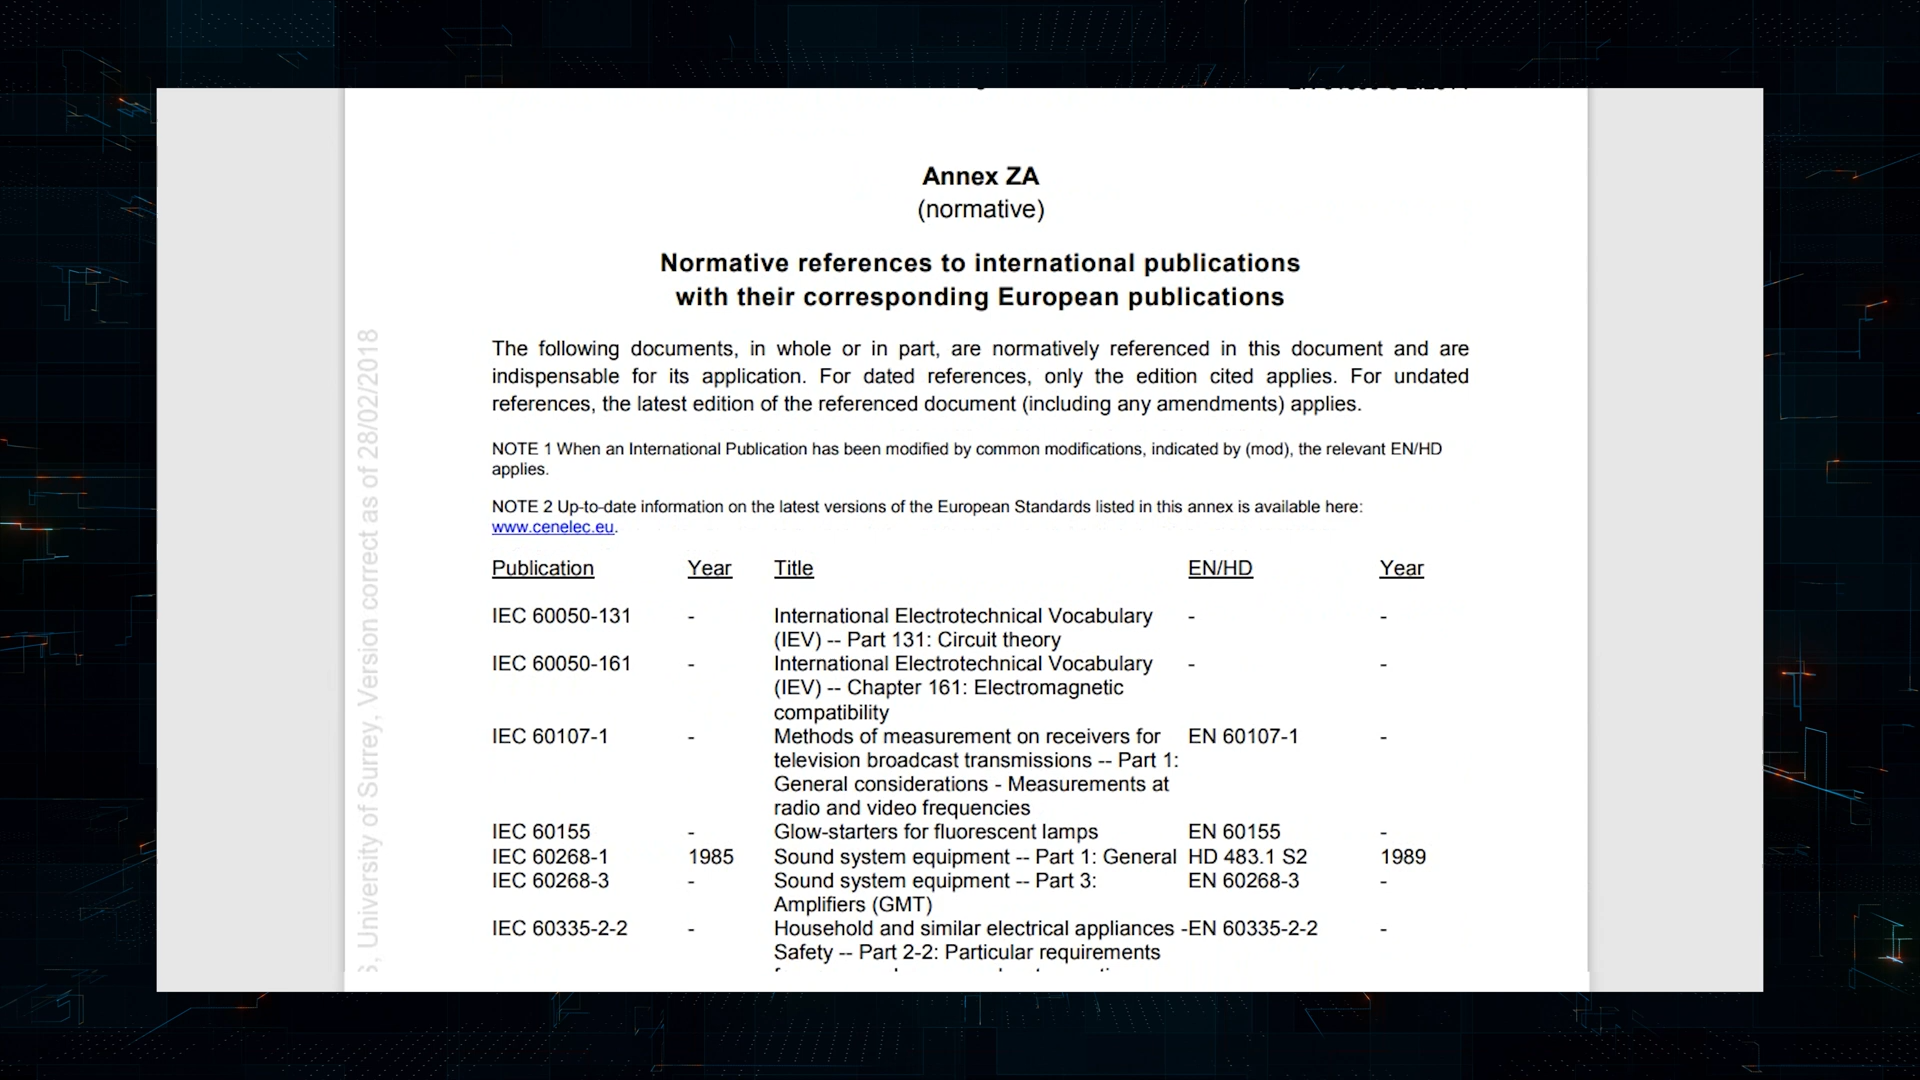 Annex ZA
(normative)
Normative references to international publications
with their corresponding European publications
The following documents, in whole or in part, are normatively referenced in this document and are
indispensable for its application. For dated references, only the edition cited applies. For undated
references, the latest edition of the referenced document (including any amendments) applies.
NOTE 1 When an International Publication has been modified by common modifications, indicated by (mod), the relevant EN/HD
applies.
NOTE 2 Up-to-date information on the latest versions of the European Standards listed in this annex is available here:
www.cenelec.eu.
Publication Year Title EN/HD Year
IEC 60050-131 - International Electrotechnical Vocabulary - -
(IEV) -- Part 131: Circuit theory
IEC 60050-161 - International Electrotechnical Vocabulary - -
(IEV) -- Chapter 161: Electromagnetic
compatibility
IEC 60107-1 - Methods of measurement on receivers for EN 60107-1 -
television broadcast transmissions -- Part 1:
General considerations - Measurements at
radio and video frequencies
IEC 60155 - Glow-starters for fluorescent lamps EN 60155 -
IEC 60268-1 1985 Sound system equipment -- Part 1: General HD 483.1 S2 1989
IEC 60268-3 - Sound system equipment -- Part 3: EN 60268-3 -
Amplifiers (GMT)
IEC 60335-2-2 - Household and similar electrical appliances - EN 60335-2-2 -
Safety -- Part 2-2: Particular requirements
, University of Surrey, Version correct as of 28/02/2018